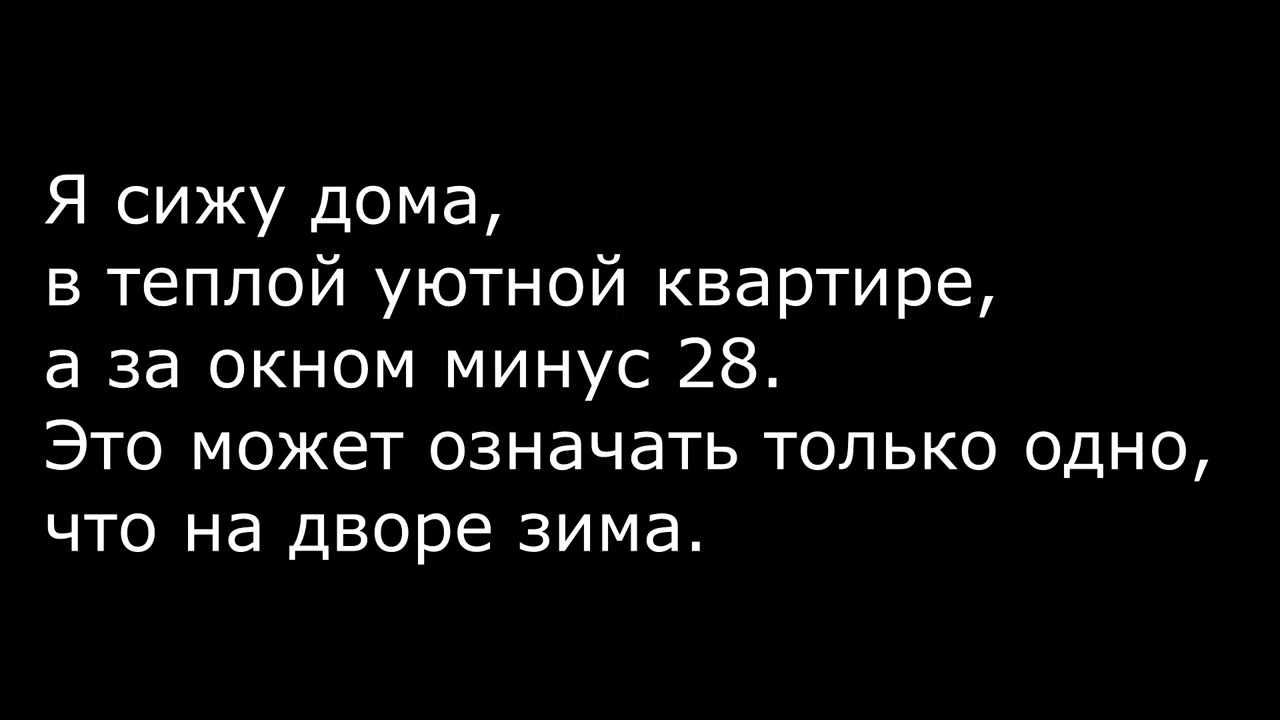 Я сижу дома,
в теплой уютной квартире,
а за окном минус 28.
Это может означать только одно,
что на дворе зима.